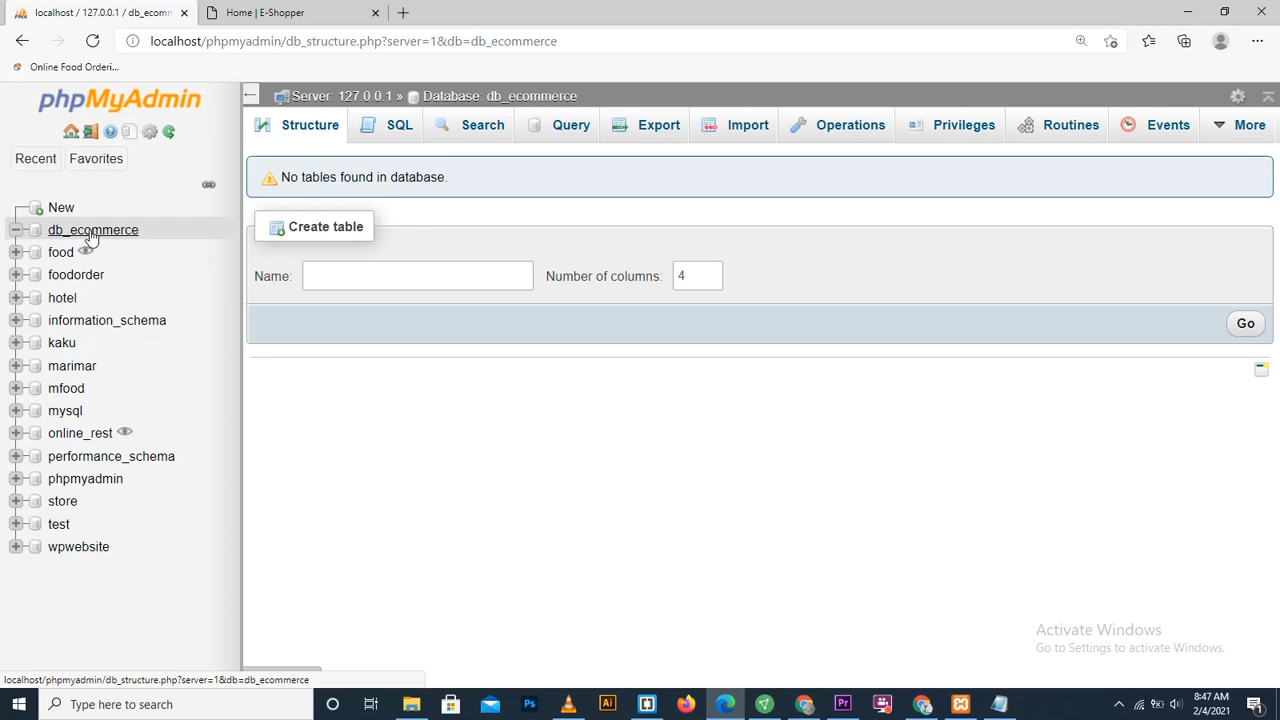 localhost / 127.0.0.1 / db_ecomm
Home | E-Shopper
localhost/phpmyadmin/db_structure.php?server=1&db=db_ecommerce
Online Food Orderi...
phpMyAdmin
Recent
Favorites
New
db_ecommerce
food
foodorder
hotel
information_schema
kaku
marimar
mfood
mysql
online_rest
performance_schema
phpmyadmin
store
test
wpwebsite
Server: 127.0.0.1 » Database: db_ecommerce
Structure
SQL
Search
Query
Export
Import
Operations
Privileges
Routines
Events
More
No tables found in database.
Create table
Name:
Number of columns: 4
Go
Activate Windows
Go to Settings to activate Windows.
localhost/phpmyadmin/db_structure.php?server=1&db=db_ecommerce
Type here to search
Ps
Ai
Pr
8:47 AM
2/4/2021
1